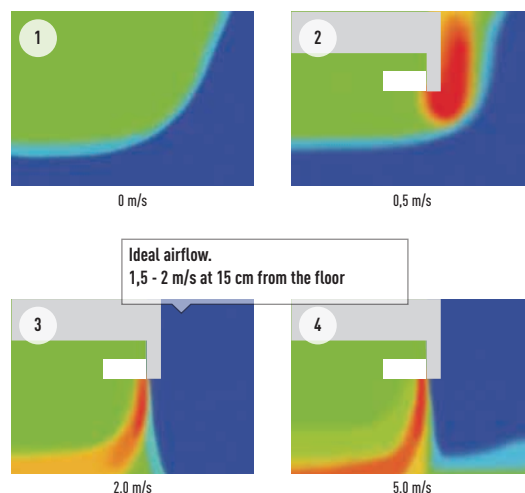 1
2
0 m/s
0,5 m/s
Ideal airflow.
1,5 - 2 m/s at 15 cm from the floor
3
4
2.0 m/s
5.0 m/s